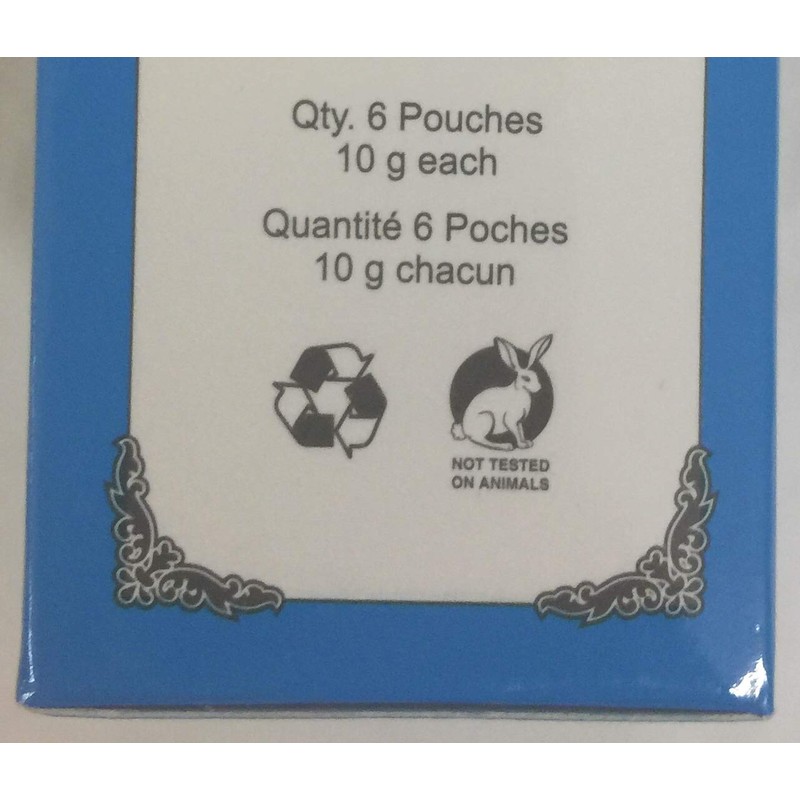 Qty. 6 Pouches
10 g each
Quantité 6 Poches
10 g chacun
NOT TESTED
ON ANIMALS